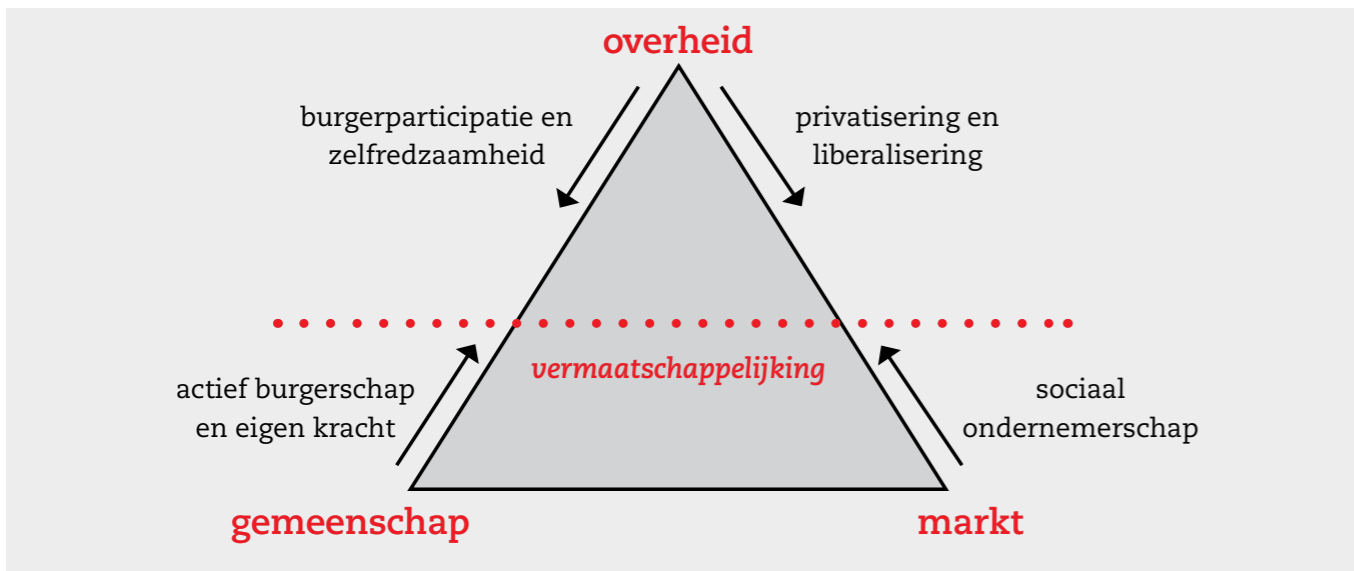 overheid
burgerparticipatie en
zelfredzaamheid
privatisering en
liberalisering
vermaatschappelijking
actief burgerschap
en eigen kracht
sociaal
ondernemerschap
gemeenschap
markt